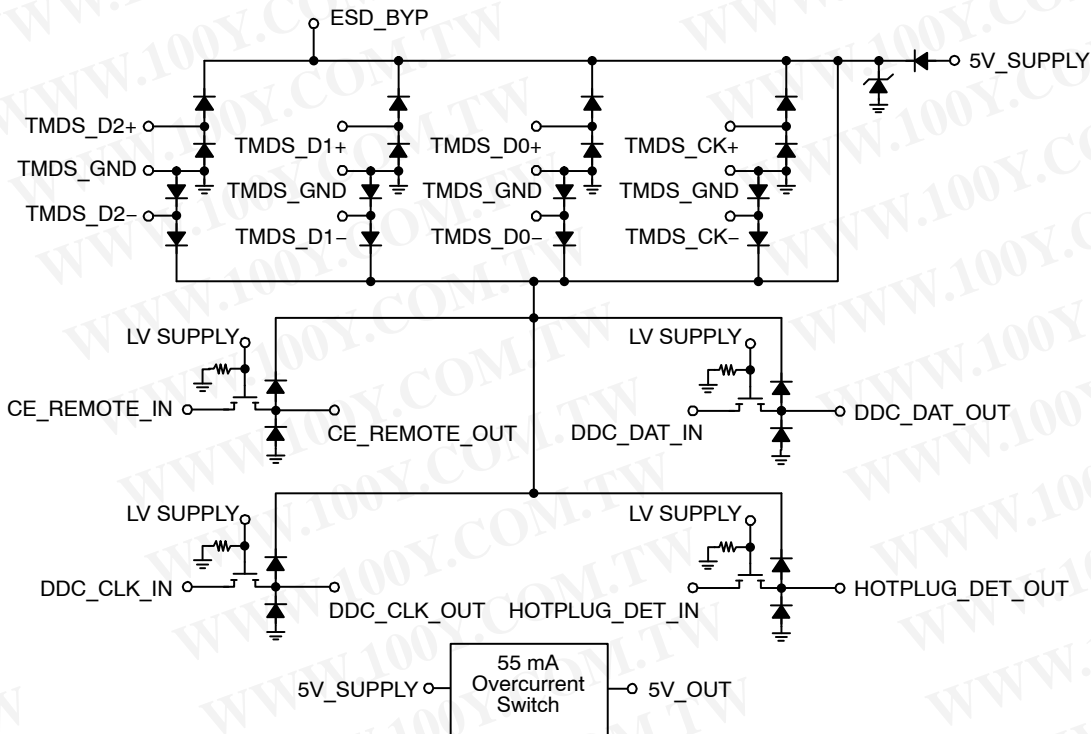 ESD_BYP
5V_SUPPLY
TMDS_D2+
TMDS_GND
TMDS_D2−
TMDS_D1+
TMDS_GND
TMDS_D1−
TMDS_D0+
TMDS_GND
TMDS_D0−
TMDS_CK+
TMDS_GND
TMDS_CK−
LV SUPPLY
CE_REMOTE_IN
CE_REMOTE_OUT
LV SUPPLY
DDC_DAT_IN
DDC_DAT_OUT
LV SUPPLY
DDC_CLK_IN
DDC_CLK_OUT
LV SUPPLY
HOTPLUG_DET_IN
HOTPLUG_DET_OUT
5V_SUPPLY
55 mA
Overcurrent
Switch
5V_OUT
WWW.100Y.COM.TW